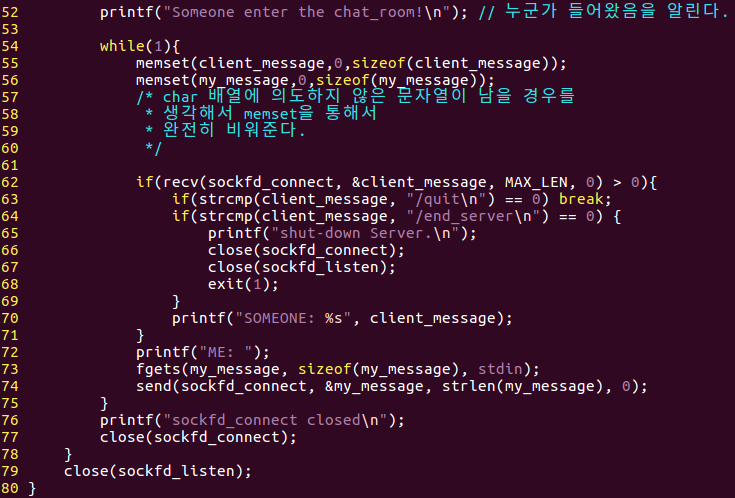 52         printf("Someone enter the chat_room!\n"); // 누군가 들어왔음을 알린다.
53
54         while(1){
55             memset(client_message,0,sizeof(client_message));
56             memset(my_message,0,sizeof(my_message));
57             /* char 배열에 의도하지 않은 문자열이 남을 경우를
58              * 생각해서 memset을 통해서
59              * 완전히 비워준다.
60              */
61
62             if(recv(sockfd_connect, &client_message, MAX_LEN, 0) > 0){
63                 if(strcmp(client_message, "/quit\n") == 0) break;
64                 if(strcmp(client_message, "/end_server\n") == 0) {
65                     printf("shut-down Server.\n");
66                     close(sockfd_connect);
67                     close(sockfd_listen);
68                     exit(1);
69                 }
70                 printf("SOMEONE: %s", client_message);
71             }
72             printf("ME: ");
73             fgets(my_message, sizeof(my_message), stdin);
74             send(sockfd_connect, &my_message, strlen(my_message), 0);
75         }
76         printf("sockfd_connect closed\n");
77         close(sockfd_connect);
78     }
79     close(sockfd_listen);
80 }